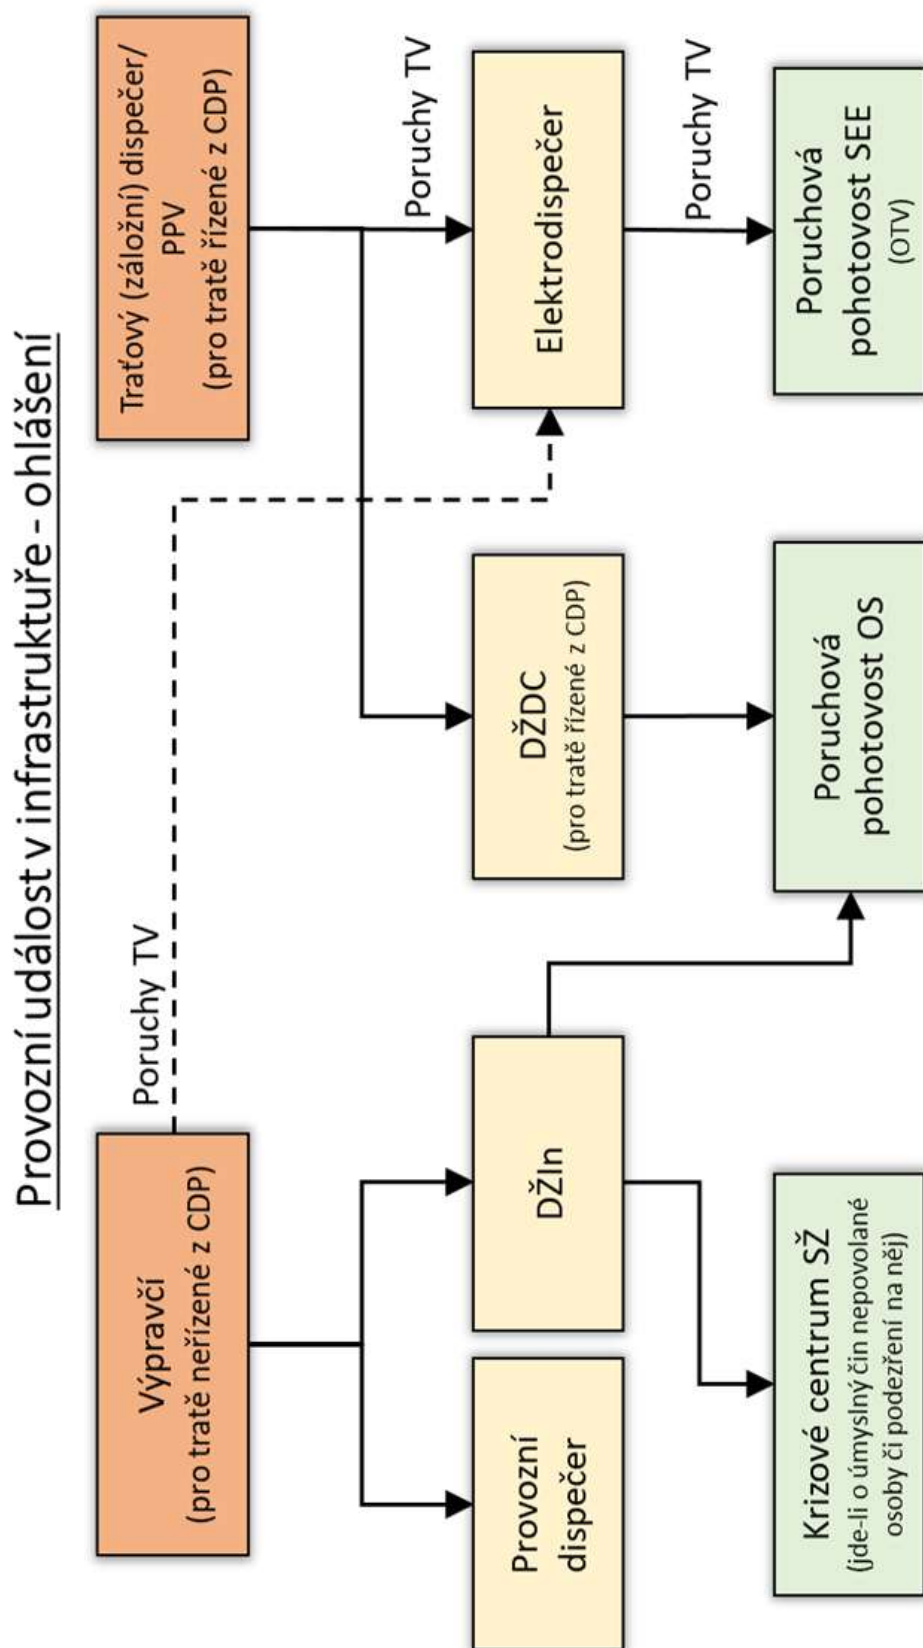 Provozní událost v infrastruktuře - ohlášení
Výpravčí
(pro tratě neřízené z CDP)
Poruchy TV
Traťový (záložní) dispečer/
PPV
(pro tratě řízené z CDP)
Poruchy TV
Provozní
dispečer
DŽIn
DŽDC
(pro tratě řízené z CDP)
Elektrodispečer
Poruchy TV
Krizové centrum SŽ
(jde-li o úmyslný čin nepovolané
osoby či podezření na něj)
Poruchová
pohotovost OS
Poruchová
pohotovost SEE
(OTV)